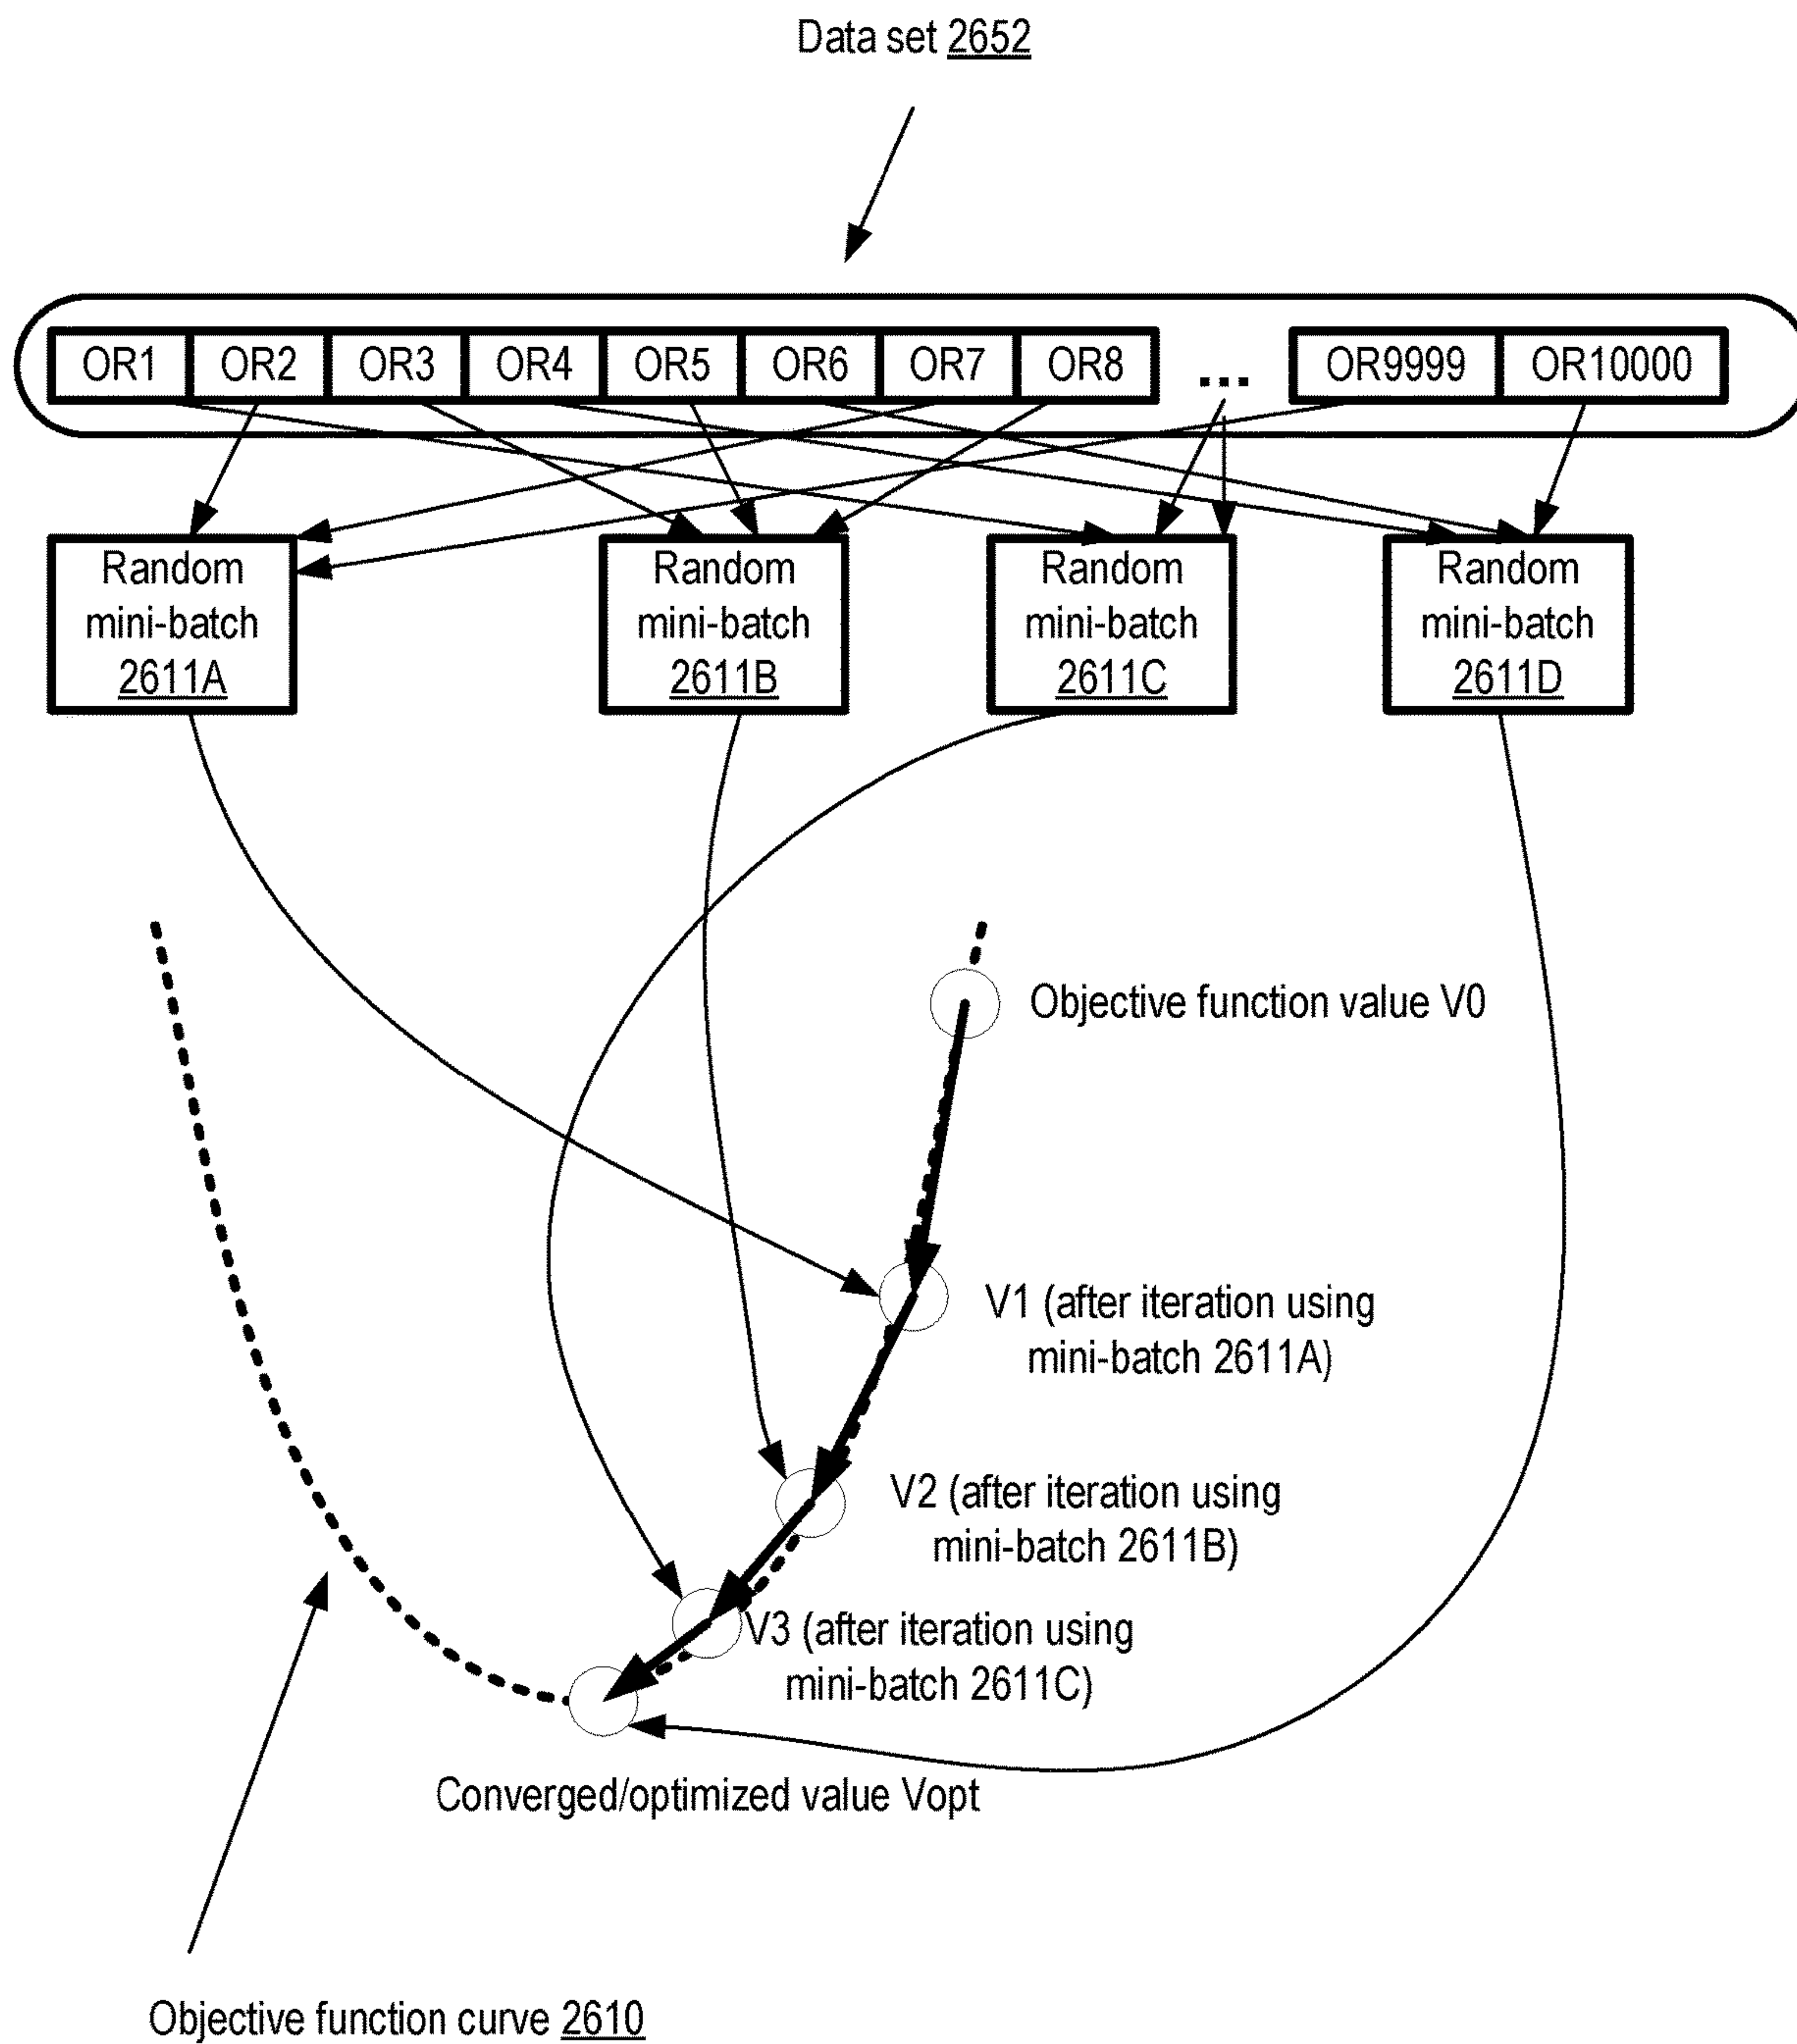 Data set 2652
OR1 OR2 OR3 OR4 OR5 OR6 OR7 OR8 ... OR9999 OR10000
Random
mini-batch
2611A
Random
mini-batch
2611B
Random
mini-batch
2611C
Random
mini-batch
2611D
Objective function value V0
V1 (after iteration using
mini-batch 2611A)
V2 (after iteration using
mini-batch 2611B)
V3 (after iteration using
mini-batch 2611C)
Converged/optimized value Vopt
Objective function curve 2610